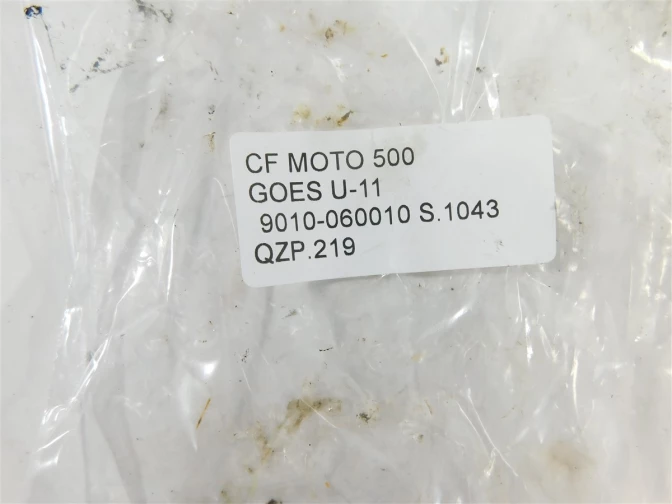 CF MOTO 500
GOES U-11
9010-060010 S.1043
QZP.219